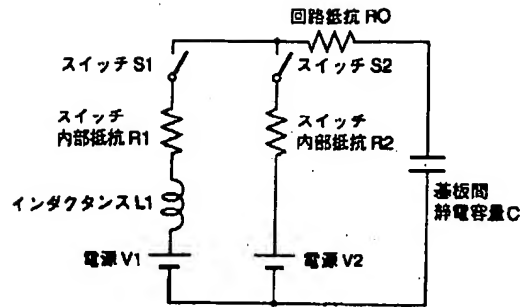 回路抵抗 R0
スイッチ S1
スイッチ S2
スイッチ
内部抵抗 R1
スイッチ
内部抵抗 R2
基板間
静電容量 C
インダクタンス L1
電源 V1
電源 V2